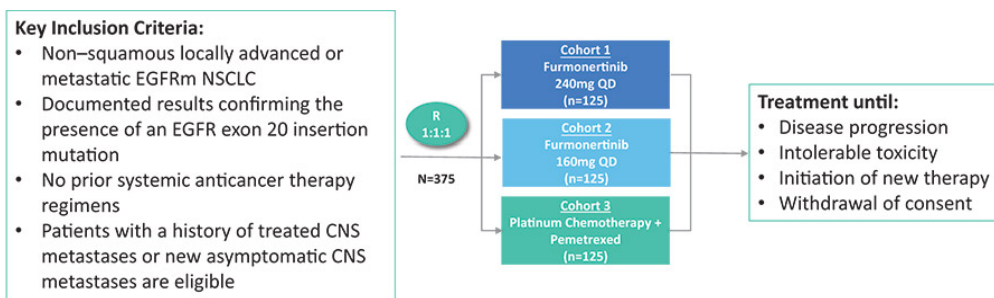 Key Inclusion Criteria:
• Non–squamous locally advanced or
metastatic EGFRm NSCLC
• Documented results confirming the
presence of an EGFR exon 20 insertion
mutation
• No prior systemic anticancer therapy
regimens
• Patients with a history of treated CNS
metastases or new asymptomatic CNS
metastases are eligible
R
1:1:1
N=375
Cohort 1
Furmonertinib
240mg QD
(n=125)
Cohort 2
Furmonertinib
160mg QD
(n=125)
Cohort 3
Platinum Chemotherapy +
Pemetrexed
(n=125)
Treatment until:
• Disease progression
• Intolerable toxicity
• Initiation of new therapy
• Withdrawal of consent